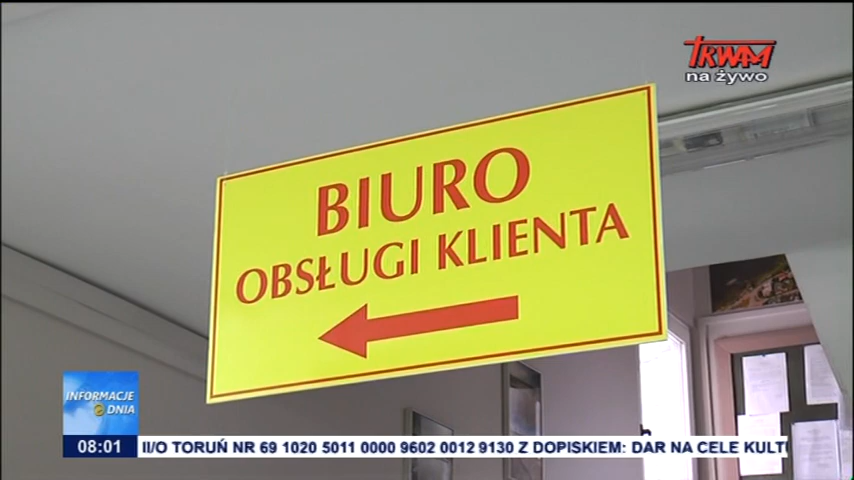 TRWAM
na żywo
BIURO
OBSŁUGI KLIENTA
INFORMACJE
DNIA
08:01 II/O TORUŃ NR 69 1020 5011 0000 9602 0012 9130 Z DOPISKIEM: DAR NA CELE KULTU